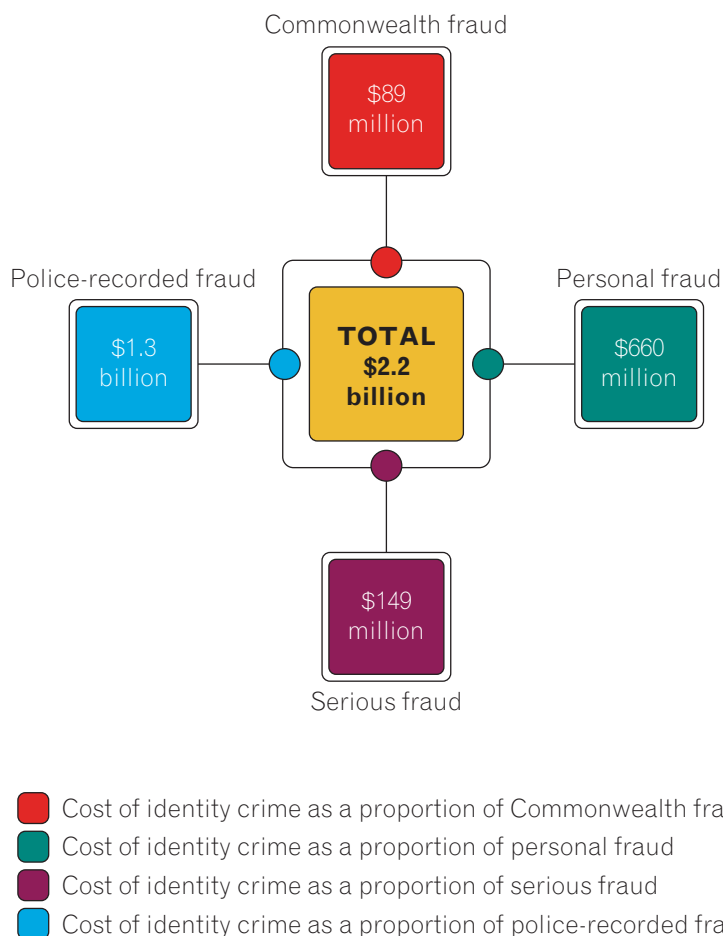 Commonwealth fraud
$89
million
Police-recorded fraud
$1.3
billion
TOTAL
$2.2
billion
Personal fraud
$660
million
$149
million
Serious fraud
Cost of identity crime as a proportion of Commonwealth fra
Cost of identity crime as a proportion of personal fraud
Cost of identity crime as a proportion of serious fraud
Cost of identity crime as a proportion of police-recorded fra